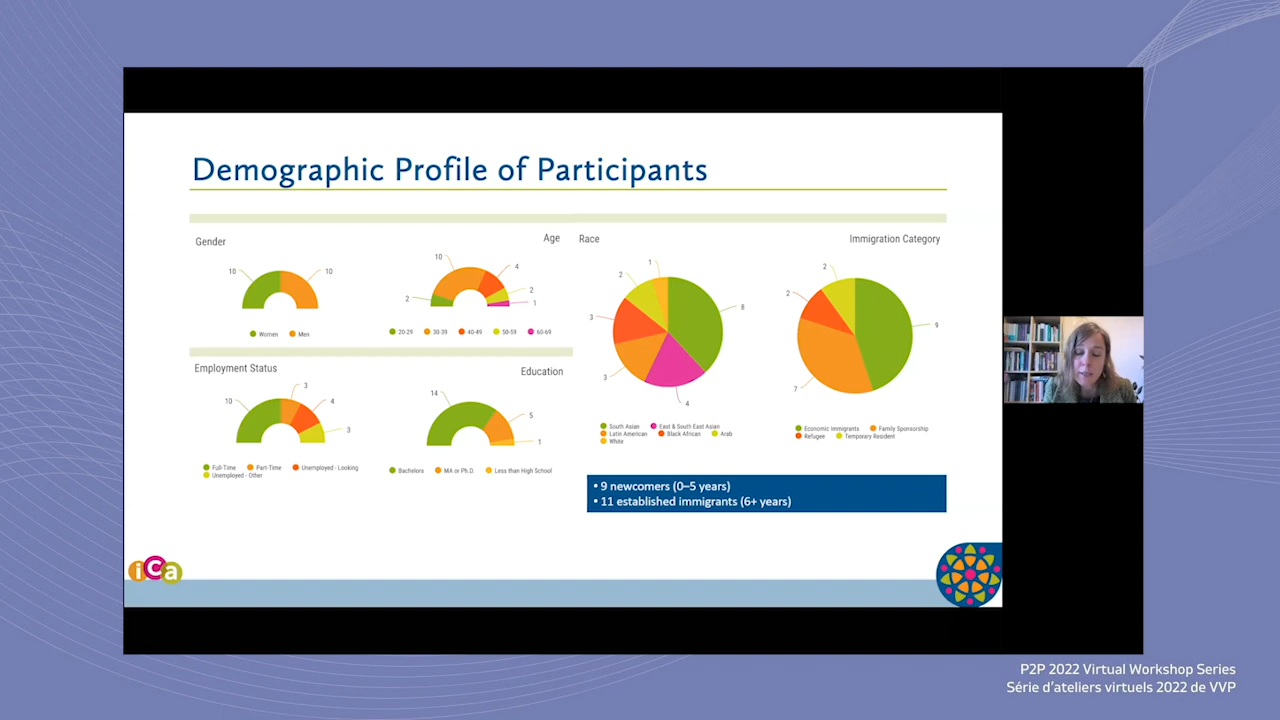 Demographic Profile of Participants
Gender
10
10
Women Men
Age
2
10
4
2
1
20-29 30-39 40-49 50-59 60-69
Employment Status
10
3
4
3
Full-Time Part-Time Unemployed - Looking
Unemployed - Other
Education
14
5
1
Bachelors MA or Ph.D. Less than High School
Race
1
2
3
3
4
8
South Asian East & South East Asian
Latin American Black African Arab
White
Immigration Category
2
2
7
9
Economic Immigrants Family Sponsorship
Refugee Temporary Resident
• 9 newcomers (0–5 years)
• 11 established immigrants (6+ years)
iCa
P2P 2022 Virtual Workshop Series
Série d'ateliers virtuels 2022 de VVP